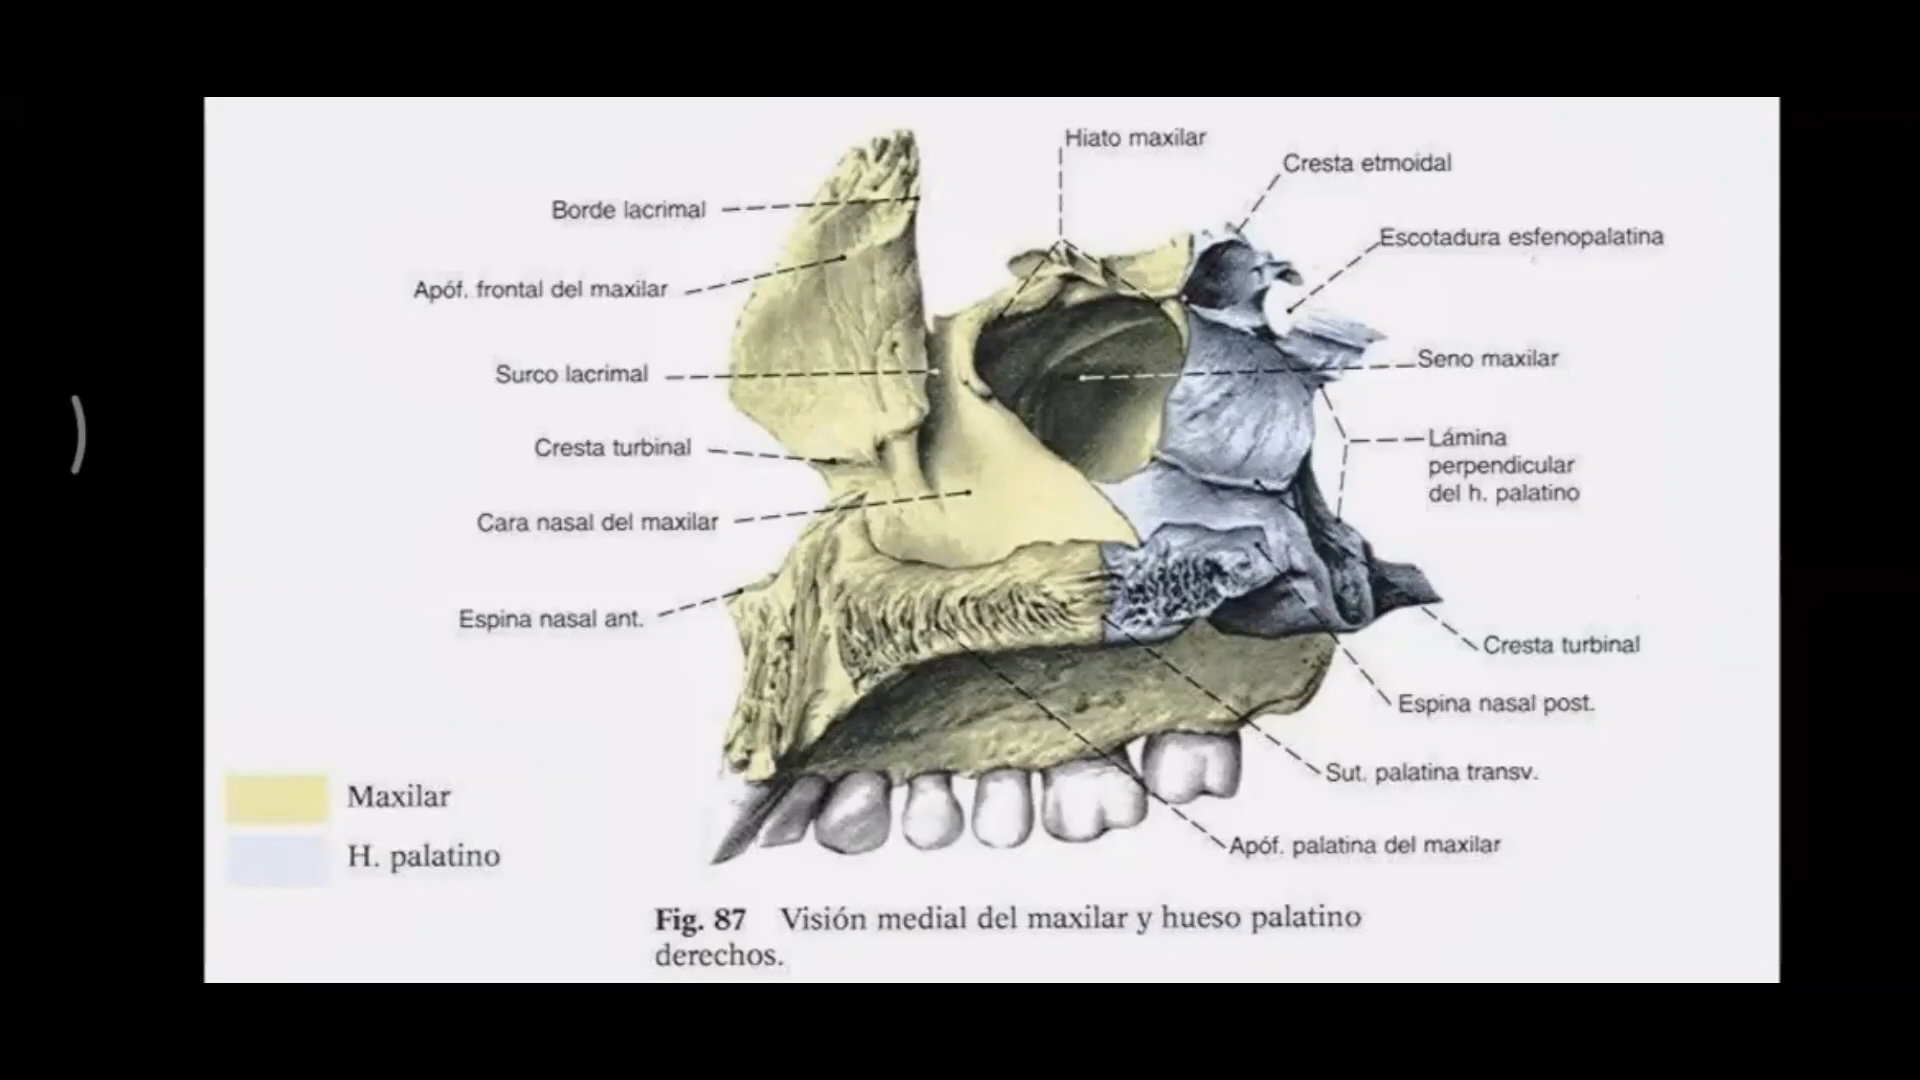 Hiato maxilar
Cresta etmoidal
Borde lacrimal
Escotadura esfenopalatina
Apóf. frontal del maxilar
Seno maxilar
Surco lacrimal
Lámina
perpendicular
del h. palatino
Cresta turbinal
Cara nasal del maxilar
Espina nasal ant.
Cresta turbinal
Espina nasal post.
Sut. palatina transv.
Apóf. palatina del maxilar
Maxilar
H. palatino
Fig. 87 Visión medial del maxilar y hueso palatino
derechos.